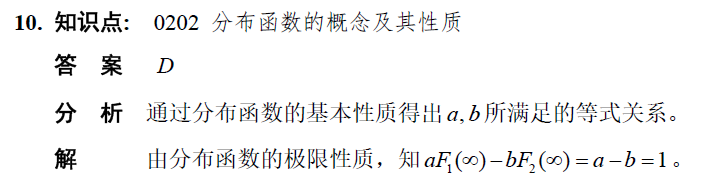 10. 知识点: 0202 分布函数的概念及其性质
答 案 D
分 析 通过分布函数的基本性质得出a,b所满足的等式关系。
解 由分布函数的极限性质，知aF₁(∞)−bF₂(∞)=a−b=1。